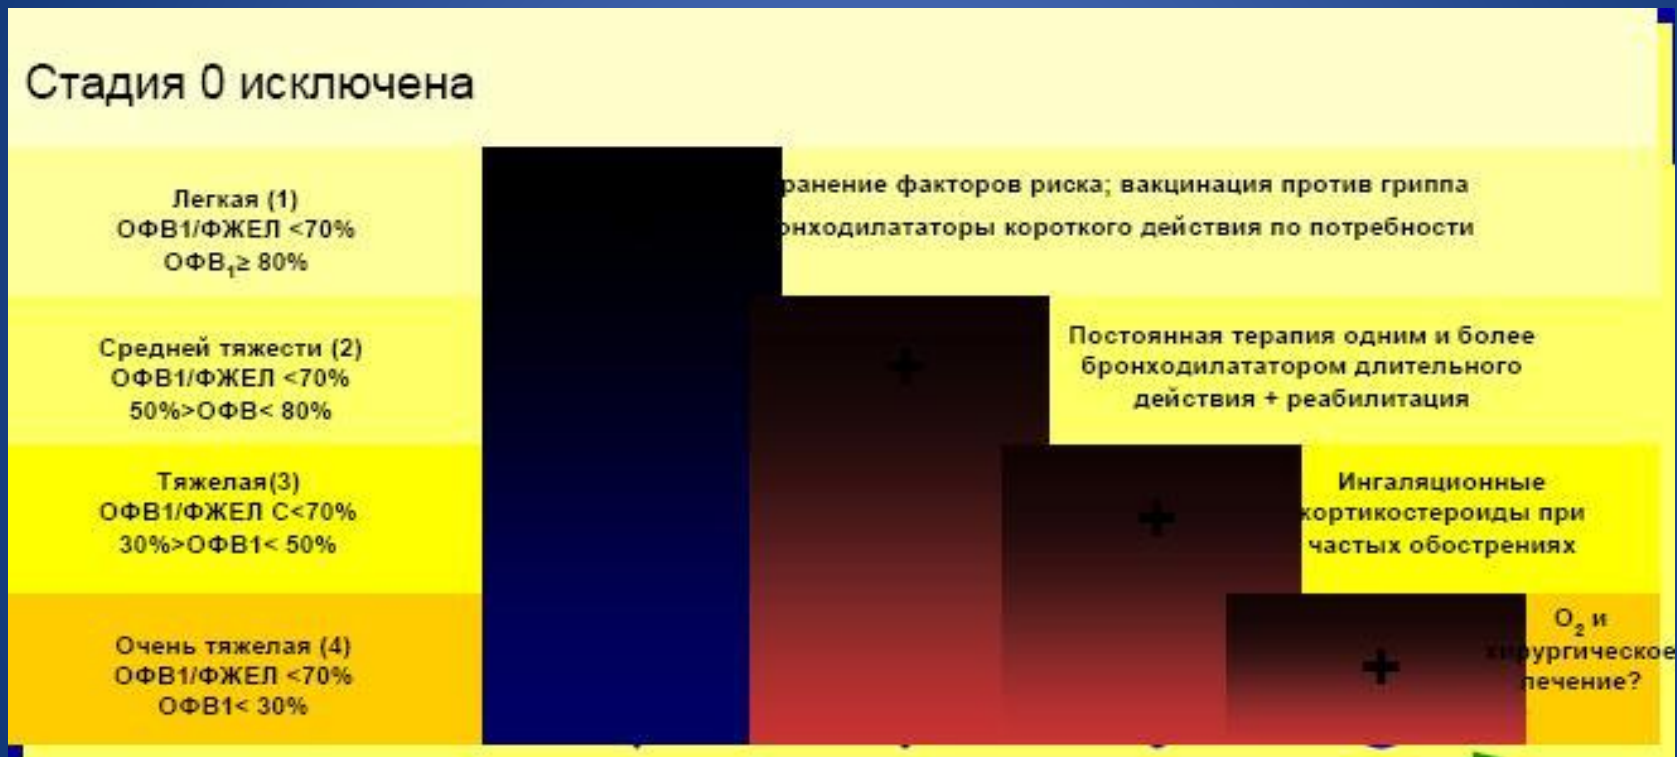 Стадия 0 исключена
Легкая (1)
ОФВ1/ФЖЕЛ <70%
ОФВ₁≥ 80%
ранение факторов риска; вакцинация против гриппа
онходилататоры короткого действия по потребности
Средней тяжести (2)
ОФВ1/ФЖЕЛ <70%
50%>ОФВ< 80%
+
Постоянная терапия одним и более
бронходилататором длительного
действия + реабилитация
Тяжелая(3)
ОФВ1/ФЖЕЛ С<70%
30%>ОФВ1< 50%
+
Ингаляционные
кортикостероиды при
частых обострениях
Очень тяжелая (4)
ОФВ1/ФЖЕЛ <70%
ОФВ1< 30%
+
О₂ и
хирургическое
лечение?